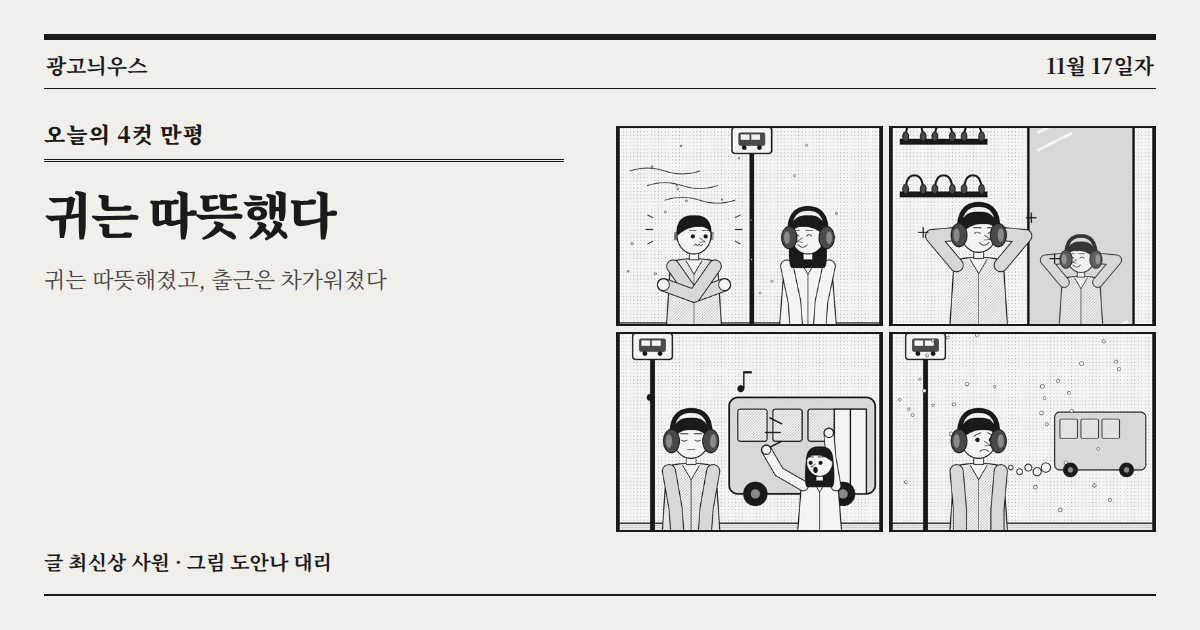 광고늬우스
11월 17일자
오늘의 4컷 만평
귀는 따뜻했다
귀는 따뜻해졌고, 출근은 차가워졌다
글 최신상 사원 · 그림 도안나 대리